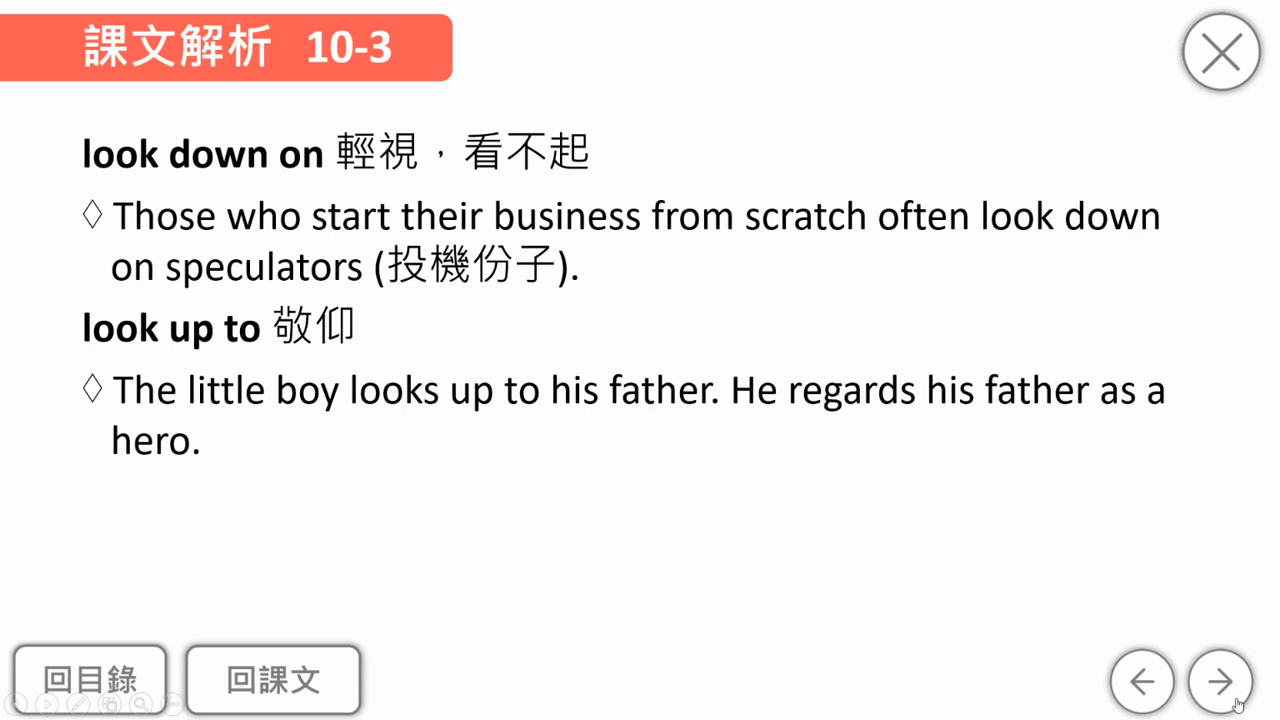 課文解析 10-3
look down on 輕視，看不起
◊ Those who start their business from scratch often look down
on speculators (投機份子).
look up to 敬仰
◊ The little boy looks up to his father. He regards his father as a
hero.
回目錄 回課文